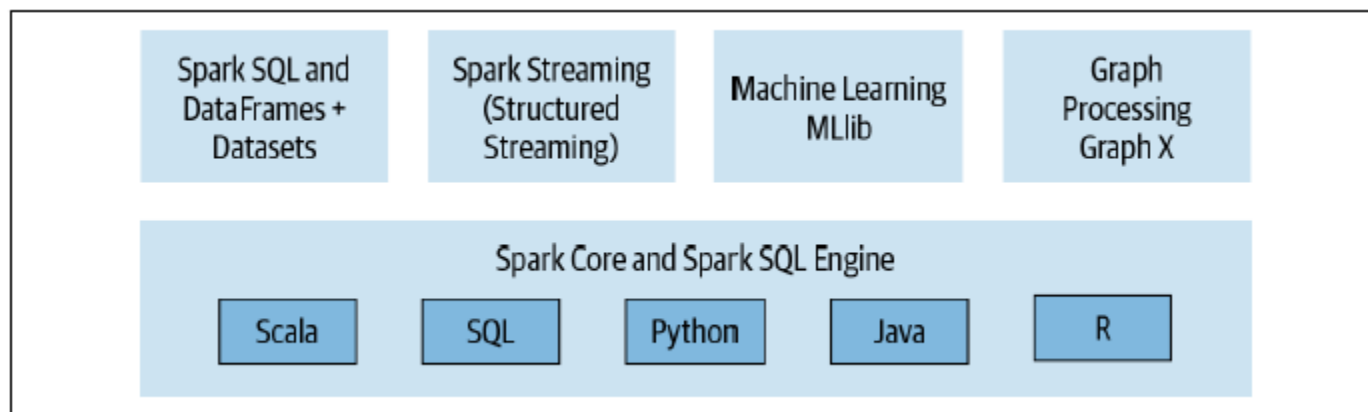 Spark SQL and
DataFrames +
Datasets
Spark Streaming
(Structured
Streaming)
Machine Learning
MLlib
Graph
Processing
Graph X
Spark Core and Spark SQL Engine
Scala
SQL
Python
Java
R